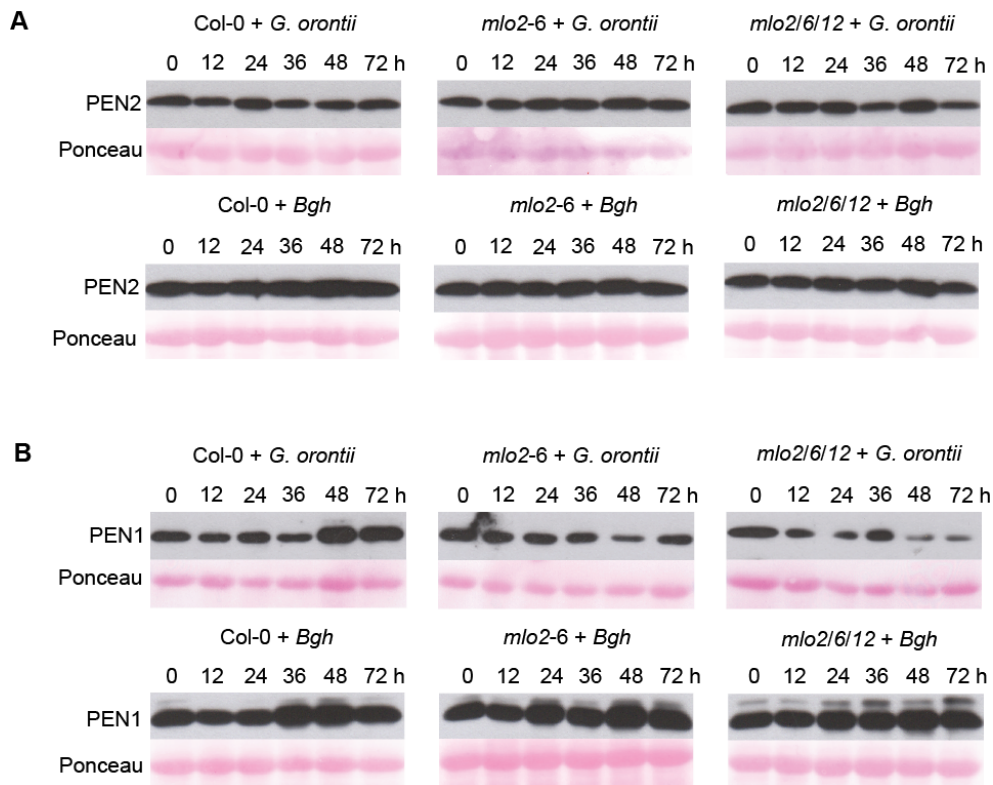 A
Col-0 + G. orontii mlo2-6 + G. orontii mlo2/6/12 + G. orontii
0 12 24 36 48 72 h 0 12 24 36 48 72 h 0 12 24 36 48 72 h
PEN2
Ponceau
Col-0 + Bgh mlo2-6 + Bgh mlo2/6/12 + Bgh
0 12 24 36 48 72 h 0 12 24 36 48 72 h 0 12 24 36 48 72 h
PEN2
Ponceau
B
Col-0 + G. orontii mlo2-6 + G. orontii mlo2/6/12 + G. orontii
0 12 24 36 48 72 h 0 12 24 36 48 72 h 0 12 24 36 48 72 h
PEN1
Ponceau
Col-0 + Bgh mlo2-6 + Bgh mlo2/6/12 + Bgh
0 12 24 36 48 72 h 0 12 24 36 48 72 h 0 12 24 36 48 72 h
PEN1
Ponceau